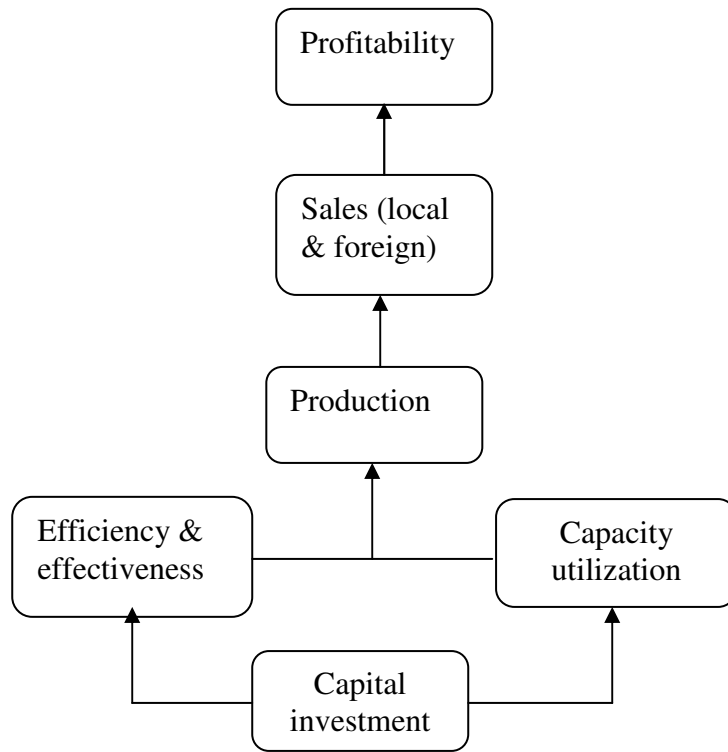 Profitability
Sales (local
& foreign)
Production
Efficiency &
effectiveness
Capacity
utilization
Capital
investment